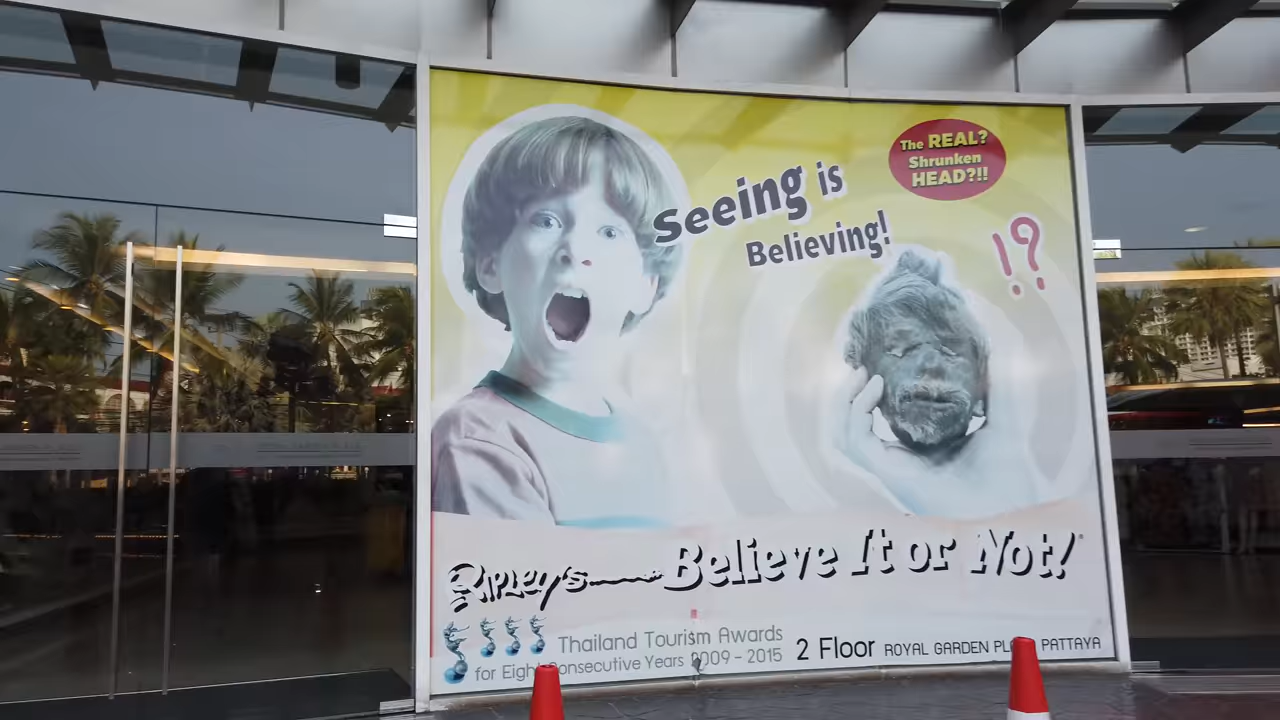 The REAL?
Shrunken
HEAD?!!
Seeing is
Believing!
!?
Ripley's Believe It or Not!
Thailand Tourism Awards
for Eight Consecutive Years 2009 - 2015
2 Floor ROYAL GARDEN PL PATTAYA